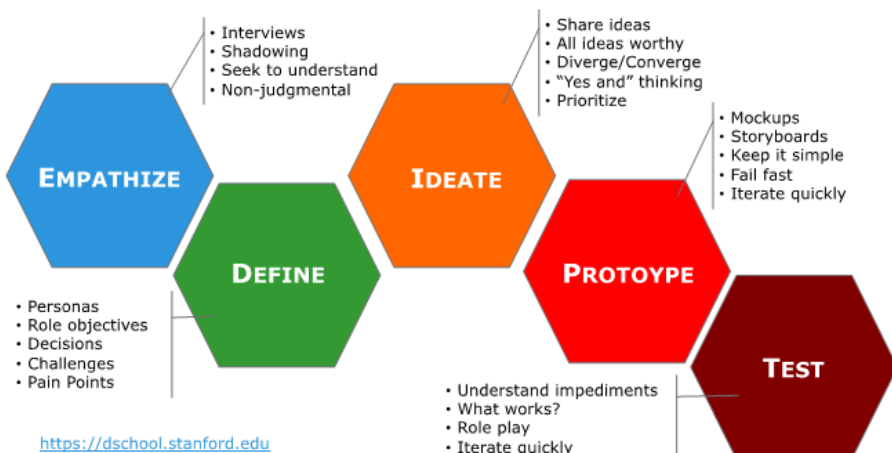 • Interviews
• Shadowing
• Seek to understand
• Non-judgmental
EMPATHIZE
• Personas
• Role objectives
• Decisions
• Challenges
• Pain Points
DEFINE
• Share ideas
• All ideas worthy
• Diverge/Converge
• “Yes and” thinking
• Prioritize
IDEATE
• Mockups
• Storyboards
• Keep it simple
• Fail fast
• Iterate quickly
PROTOYPE
• Understand impediments
• What works?
• Role play
• Iterate quickly
TEST
https://dschool.stanford.edu